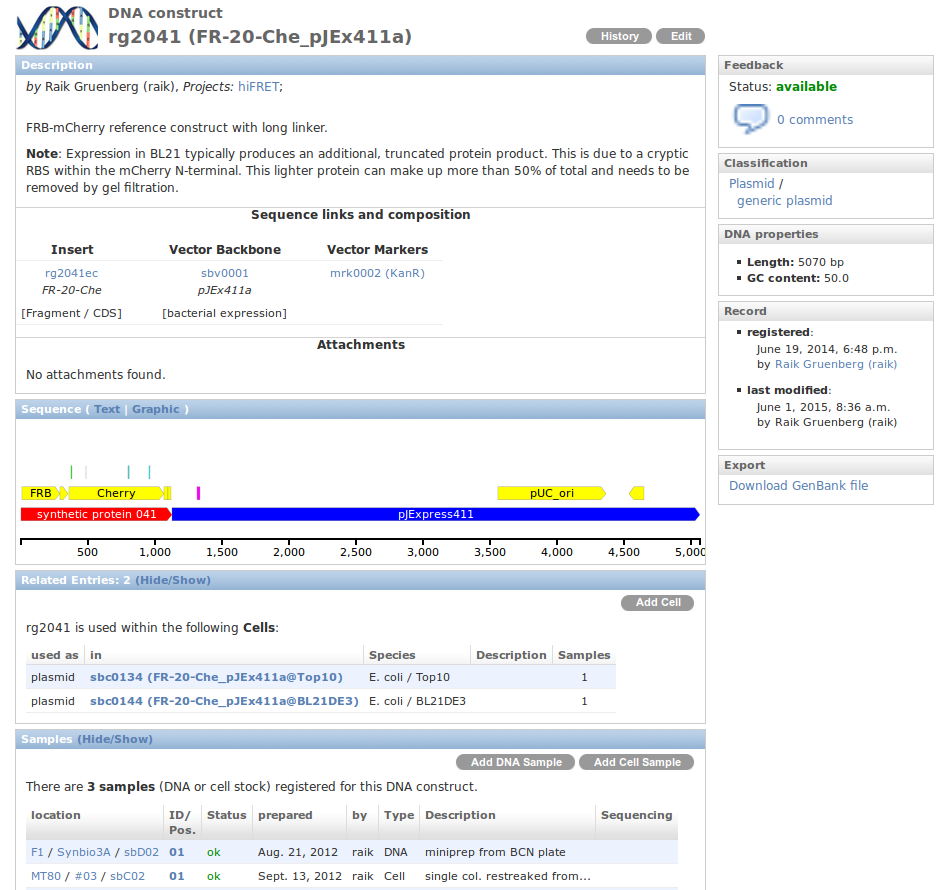 DNA construct
rg2041 (FR-20-Che_pJEx411a)
History Edit
Description
by Raik Gruenberg (raik), Projects: hiFRET;
FRB-mCherry reference construct with long linker.
Note: Expression in BL21 typically produces an additional, truncated protein product. This is due to a cryptic
RBS within the mCherry N-terminal. This lighter protein can make up more than 50% of total and needs to be
removed by gel filtration.
Sequence links and composition
Insert Vector Backbone Vector Markers
rg2041ec sbv0001 mrk0002 (KanR)
FR-20-Che pJEx411a
[Fragment / CDS] [bacterial expression]
Attachments
No attachments found.
Sequence ( Text | Graphic )
FRB Cherry pUC_ori
synthetic protein 041 pJExpress411
500 1,000 1,500 2,000 2,500 3,000 3,500 4,000 4,500 5,000
Related Entries: 2 (Hide/Show)
Add Cell
rg2041 is used within the following Cells:
used as in Species Description Samples
plasmid sbc0134 (FR-20-Che_pJEx411a@Top10) E. coli / Top10 1
plasmid sbc0144 (FR-20-Che_pJEx411a@BL21DE3) E. coli / BL21DE3 1
Samples (Hide/Show)
Add DNA Sample Add Cell Sample
There are 3 samples (DNA or cell stock) registered for this DNA construct.
location ID/ Status prepared by Type Description Sequencing
Pos.
F1 / Synbio3A / sbD02 01 ok Aug. 21, 2012 raik DNA miniprep from BCN plate
MT80 / #03 / sbC02 01 ok Sept. 13, 2012 raik Cell single col. restreaked from...
Feedback
Status: available
0 comments
Classification
Plasmid /
generic plasmid
DNA properties
Length: 5070 bp
GC content: 50.0
Record
registered:
June 19, 2014, 6:48 p.m.
by Raik Gruenberg (raik)
last modified:
June 1, 2015, 8:36 a.m.
by Raik Gruenberg (raik)
Export
Download GenBank file